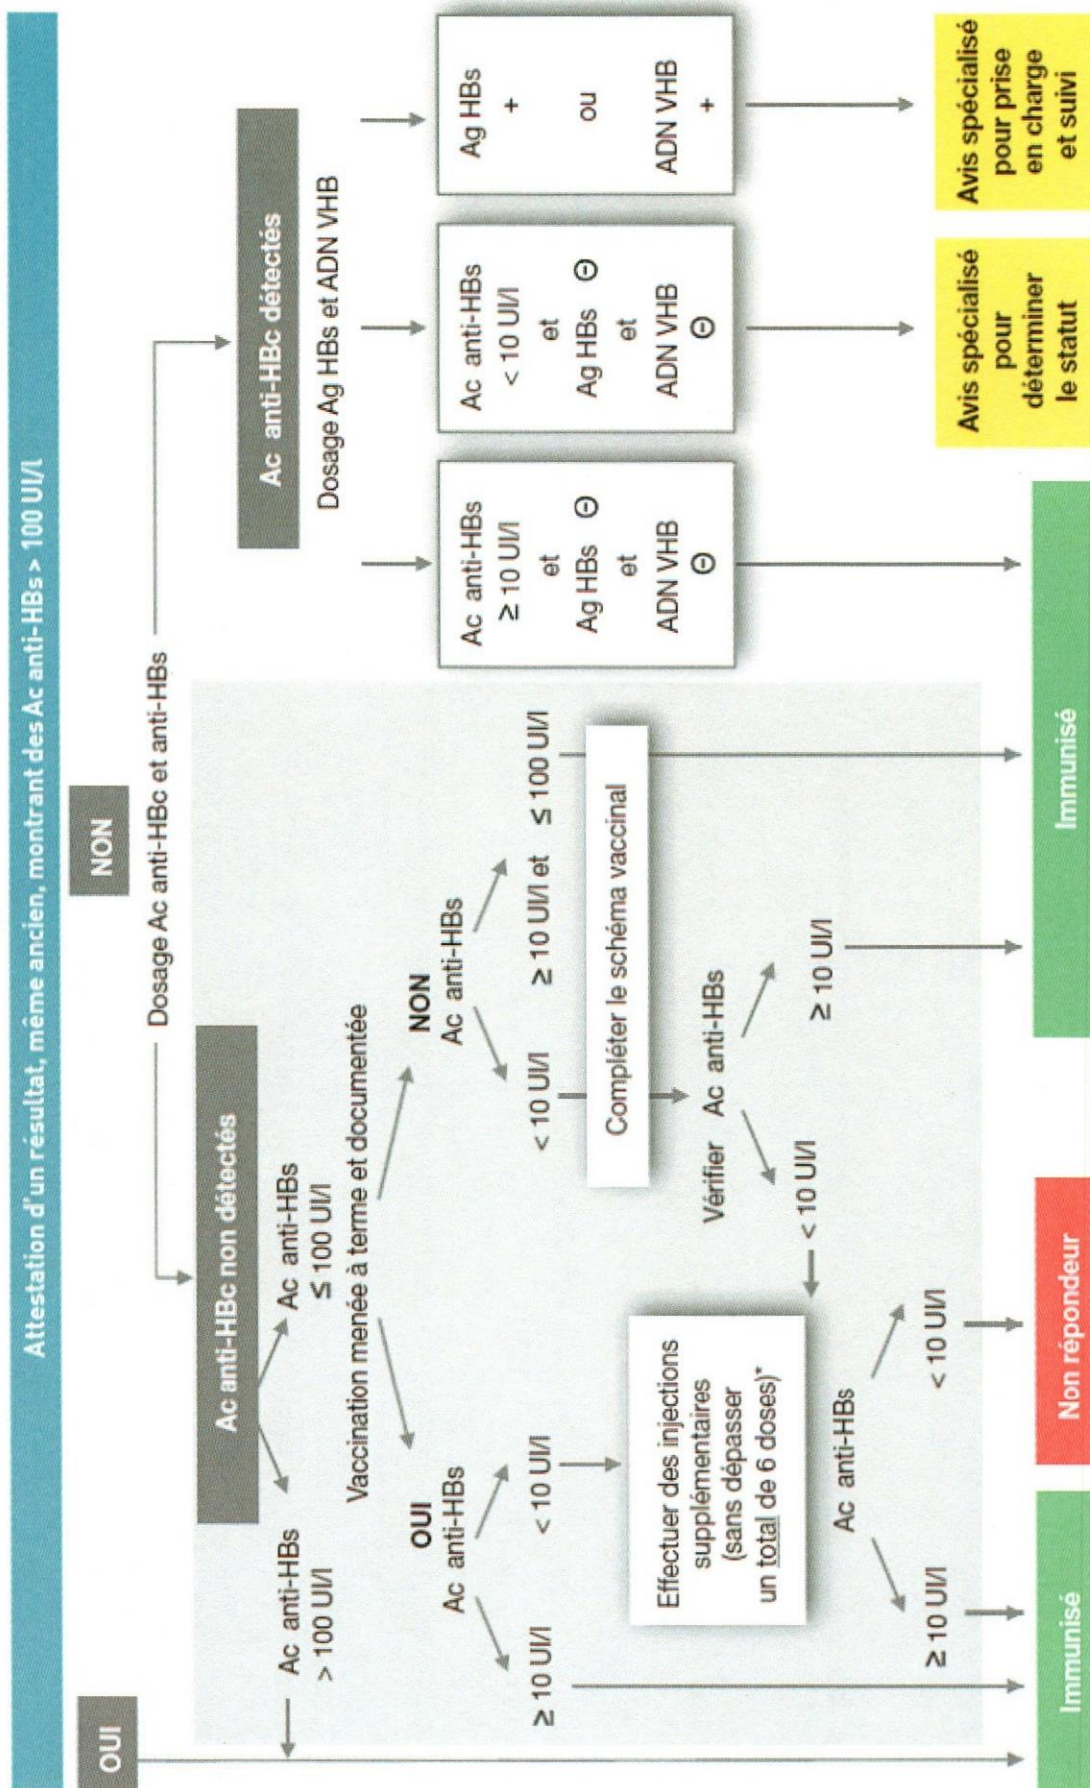 Attestation d'un résultat, même ancien, montrant des Ac anti-HBs > 100 UI/l
OUI
NON
Dosage Ac anti-HBc et anti-HBs
Ac anti-HBc non détectés
Ac anti-HBs
> 100 UI/l
Ac anti-HBs
≤ 100 UI/l
Vaccination menée à terme et documentée
OUI
Ac anti-HBs
≥ 10 UI/l
< 10 UI/l
NON
Ac anti-HBs
< 10 UI/l
≥ 10 UI/l et ≤ 100 UI/l
Compléter le schéma vaccinal
Vérifier Ac anti-HBs
< 10 UI/l
≥ 10 UI/l
Effectuer des injections
supplémentaires
(sans dépasser
un total de 6 doses)*
Ac anti-HBs
≥ 10 UI/l
< 10 UI/l
Ac anti-HBc détectés
Dosage Ag HBs et ADN VHB
Ac anti-HBs
≥ 10 UI/l
et
Ag HBs ⊖
et
ADN VHB
⊖
Ac anti-HBs
< 10 UI/l
et
Ag HBs ⊖
et
ADN VHB
⊖
Ag HBs
+
ou
ADN VHB
+
Immunisé
Non répondeur
Immunisé
Avis spécialisé
pour
déterminer
le statut
Avis spécialisé
pour prise
en charge
et suivi